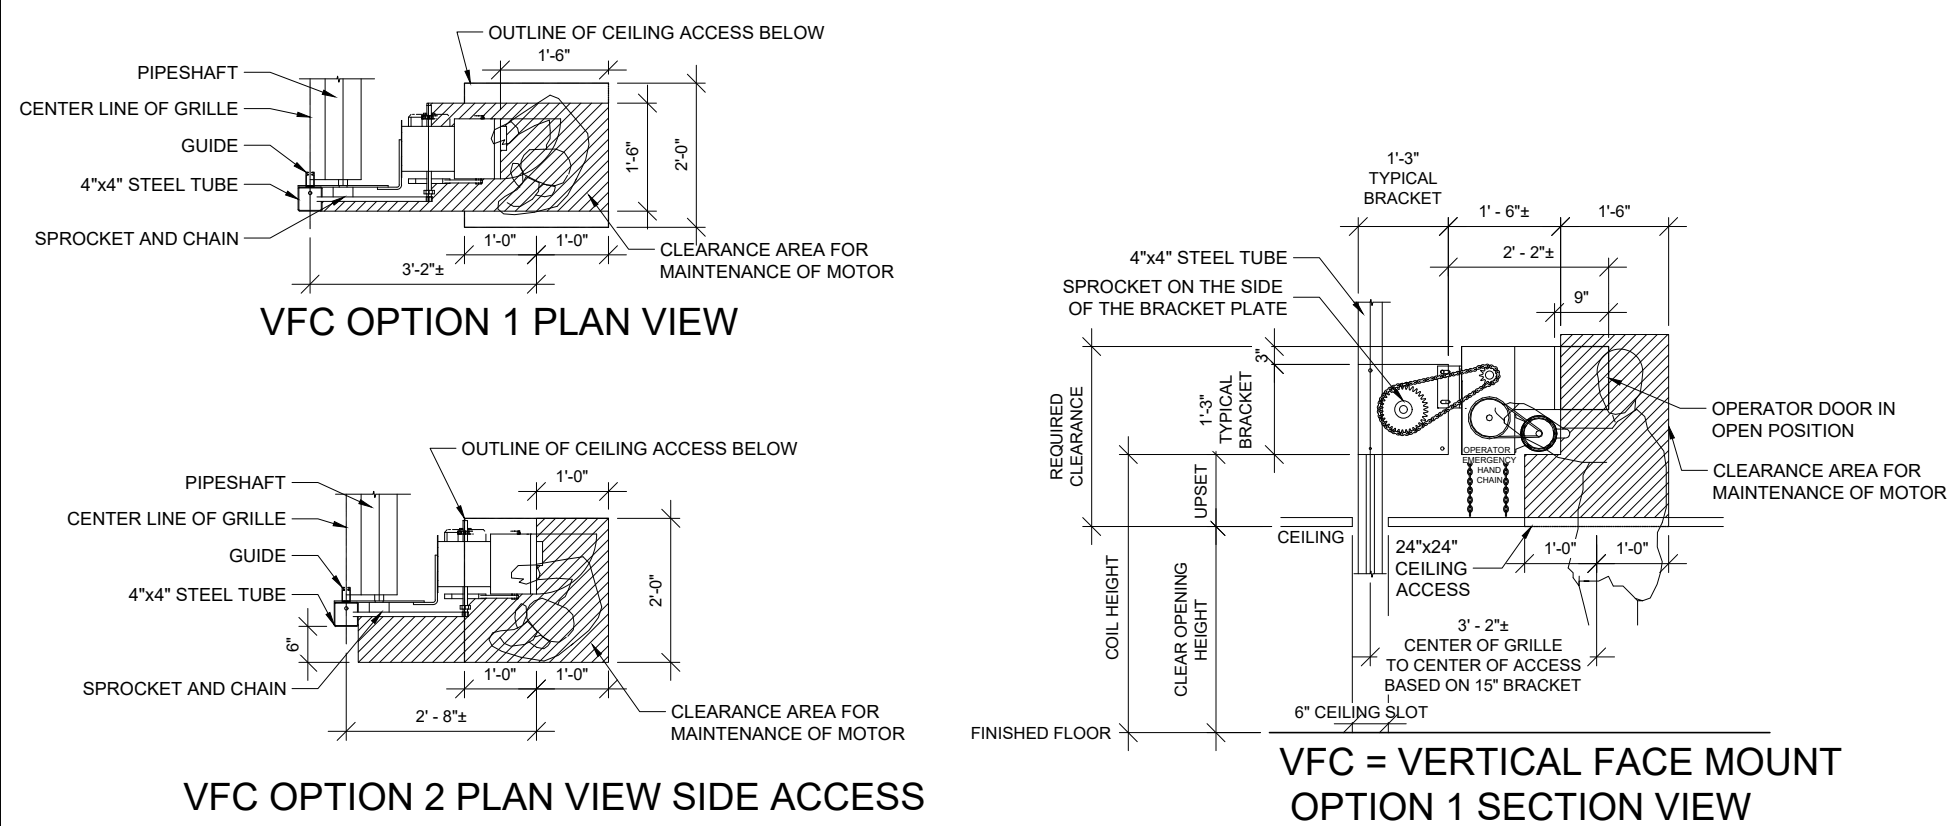 OUTLINE OF CEILING ACCESS BELOW
1'-6"
PIPESHAFT
CENTER LINE OF GRILLE
GUIDE
4"x4" STEEL TUBE
SPROCKET AND CHAIN
1'-6"
2'-0"
1'-0"
1'-0"
3'-2"±
CLEARANCE AREA FOR
MAINTENANCE OF MOTOR
VFC OPTION 1 PLAN VIEW
OUTLINE OF CEILING ACCESS BELOW
1'-0"
PIPESHAFT
CENTER LINE OF GRILLE
GUIDE
4"x4" STEEL TUBE
6"
SPROCKET AND CHAIN
2'-0"
1'-0"
1'-0"
2' - 8"±
CLEARANCE AREA FOR
MAINTENANCE OF MOTOR
VFC OPTION 2 PLAN VIEW SIDE ACCESS
1'-3"
TYPICAL
BRACKET
1' - 6"±
1'-6"
2' - 2"±
9"
4"x4" STEEL TUBE
SPROCKET ON THE SIDE
OF THE BRACKET PLATE
3"
1'-3"
TYPICAL
BRACKET
REQUIRED
CLEARANCE
UPSET
OPERATOR
EMERGENCY
HAND
CHAIN
OPERATOR DOOR IN
OPEN POSITION
CLEARANCE AREA FOR
MAINTENANCE OF MOTOR
CEILING
24"x24"
CEILING
ACCESS
1'-0"
1'-0"
COIL HEIGHT
CLEAR OPENING
HEIGHT
3' - 2"±
CENTER OF GRILLE
TO CENTER OF ACCESS
BASED ON 15" BRACKET
6" CEILING SLOT
FINISHED FLOOR
VFC = VERTICAL FACE MOUNT
OPTION 1 SECTION VIEW